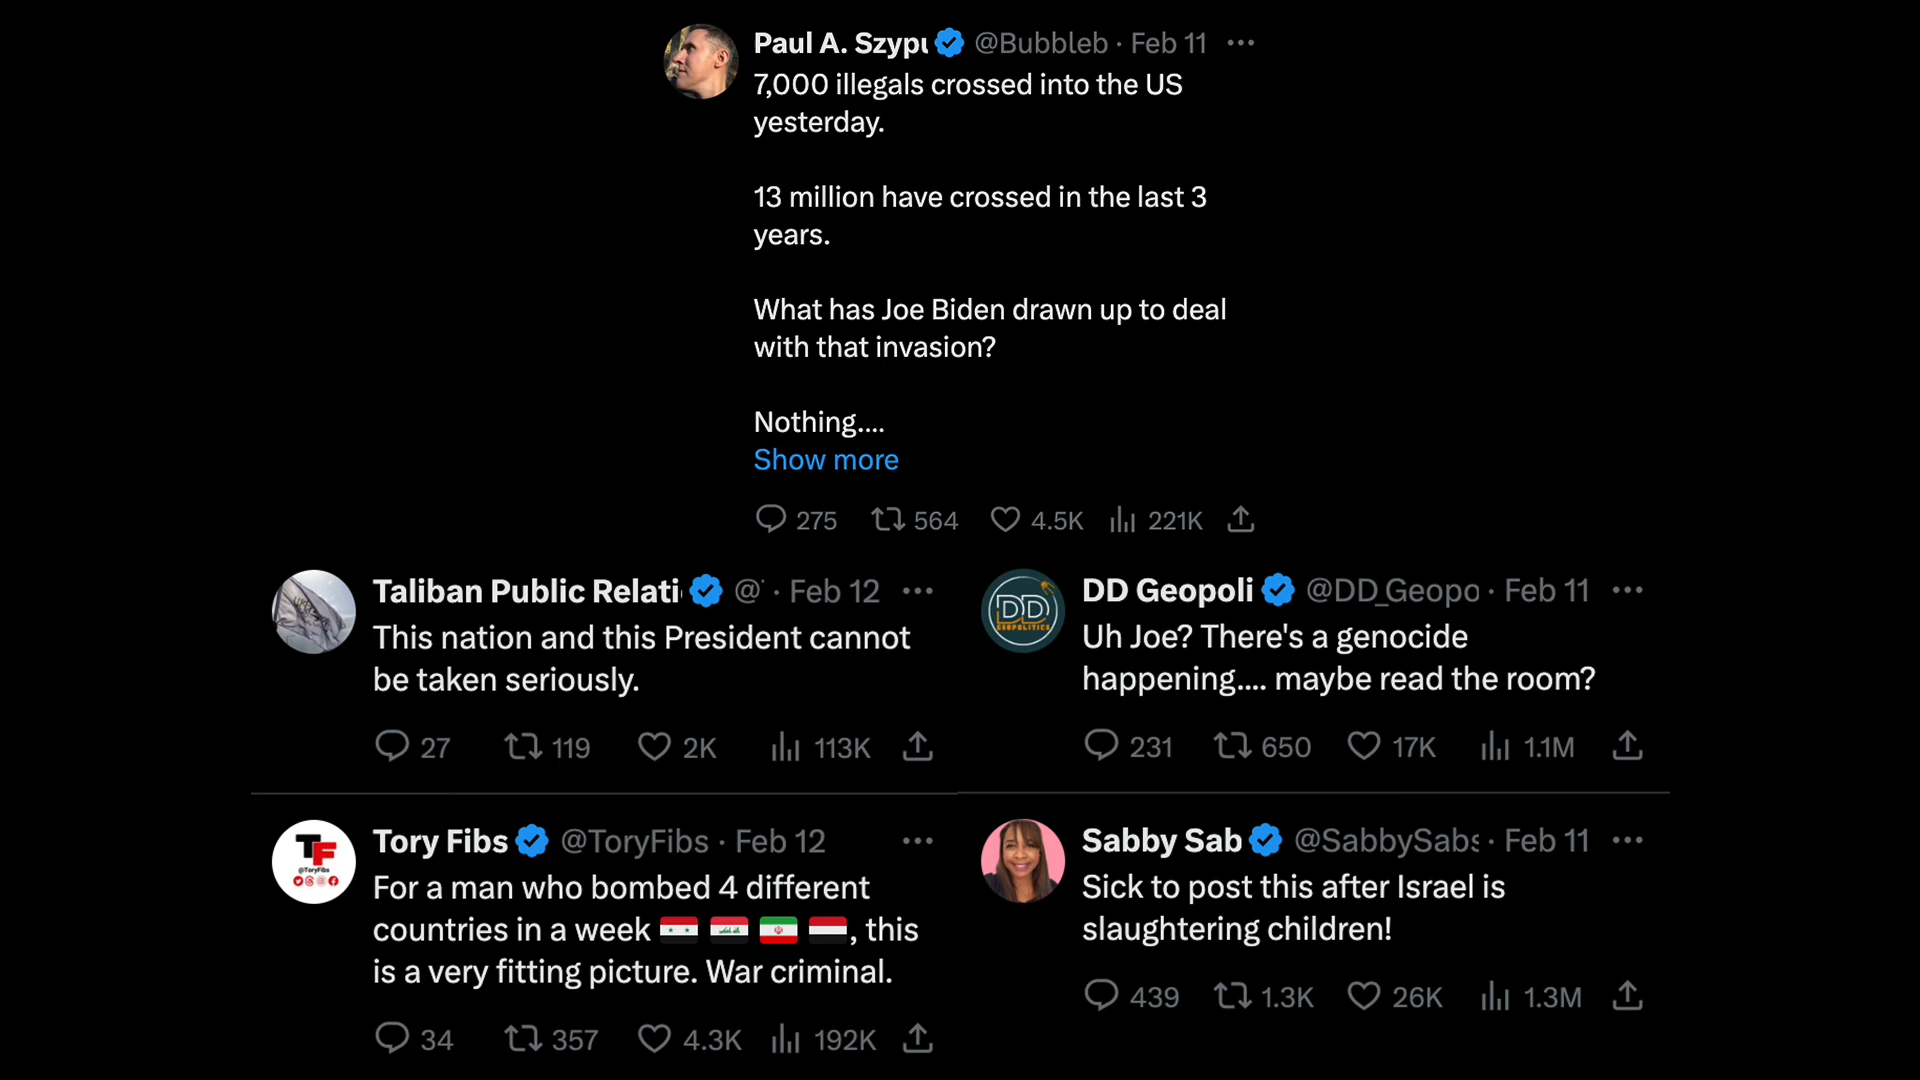 Paul A. Szypu @Bubbleb · Feb 11 ···
7,000 illegals crossed into the US
yesterday.
13 million have crossed in the last 3
years.
What has Joe Biden drawn up to deal
with that invasion?
Nothing....
Show more
275 564 4.5K 221K
Taliban Public Relati @ · Feb 12 ···
This nation and this President cannot
be taken seriously.
27 119 2K 113K
DD Geopoli @DD_Geopo · Feb 11 ···
DD
GEOPOLITICS
Uh Joe? There's a genocide
happening.... maybe read the room?
231 650 17K 1.1M
Tory Fibs @ToryFibs · Feb 12 ···
TF
@ToryFibs
For a man who bombed 4 different
countries in a week 🇸🇾 🇮🇶 🇮🇷 🇾🇪, this
is a very fitting picture. War criminal.
34 357 4.3K 192K
Sabby Sab @SabbySabs · Feb 11 ···
Sick to post this after Israel is
slaughtering children!
439 1.3K 26K 1.3M